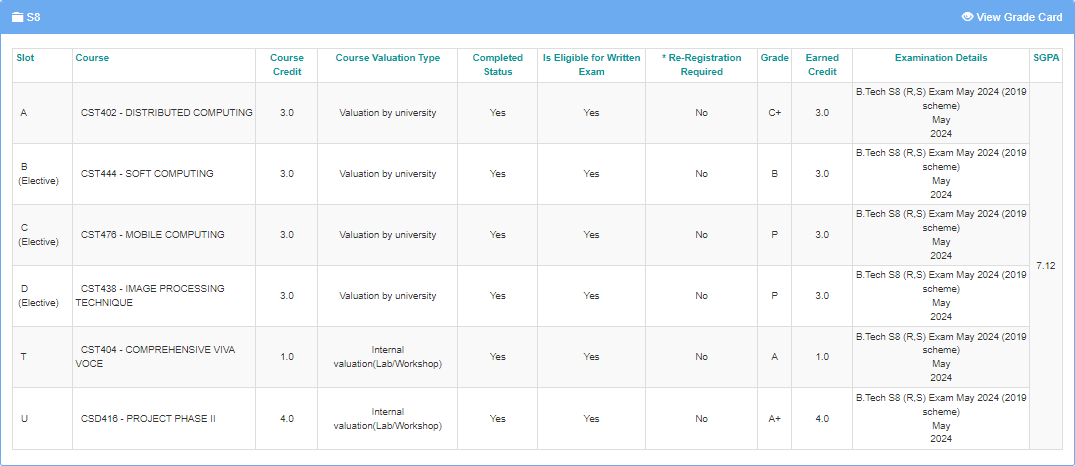 S8
View Grade Card
Slot Course Course Credit Course Valuation Type Completed Status Is Eligible for Written Exam * Re-Registration Required Grade Earned Credit Examination Details SGPA
A CST402 - DISTRIBUTED COMPUTING 3.0 Valuation by university Yes Yes No C+ 3.0 B.Tech S8 (R,S) Exam May 2024 (2019 scheme) May 2024
B (Elective) CST444 - SOFT COMPUTING 3.0 Valuation by university Yes Yes No B 3.0 B.Tech S8 (R,S) Exam May 2024 (2019 scheme) May 2024
C (Elective) CST476 - MOBILE COMPUTING 3.0 Valuation by university Yes Yes No P 3.0 B.Tech S8 (R,S) Exam May 2024 (2019 scheme) May 2024
7.12
D (Elective) CST438 - IMAGE PROCESSING TECHNIQUE 3.0 Valuation by university Yes Yes No P 3.0 B.Tech S8 (R,S) Exam May 2024 (2019 scheme) May 2024
T CST404 - COMPREHENSIVE VIVA VOCE 1.0 Internal valuation(Lab/Workshop) Yes Yes No A 1.0 B.Tech S8 (R,S) Exam May 2024 (2019 scheme) May 2024
U CSD416 - PROJECT PHASE II 4.0 Internal valuation(Lab/Workshop) Yes Yes No A+ 4.0 B.Tech S8 (R,S) Exam May 2024 (2019 scheme) May 2024